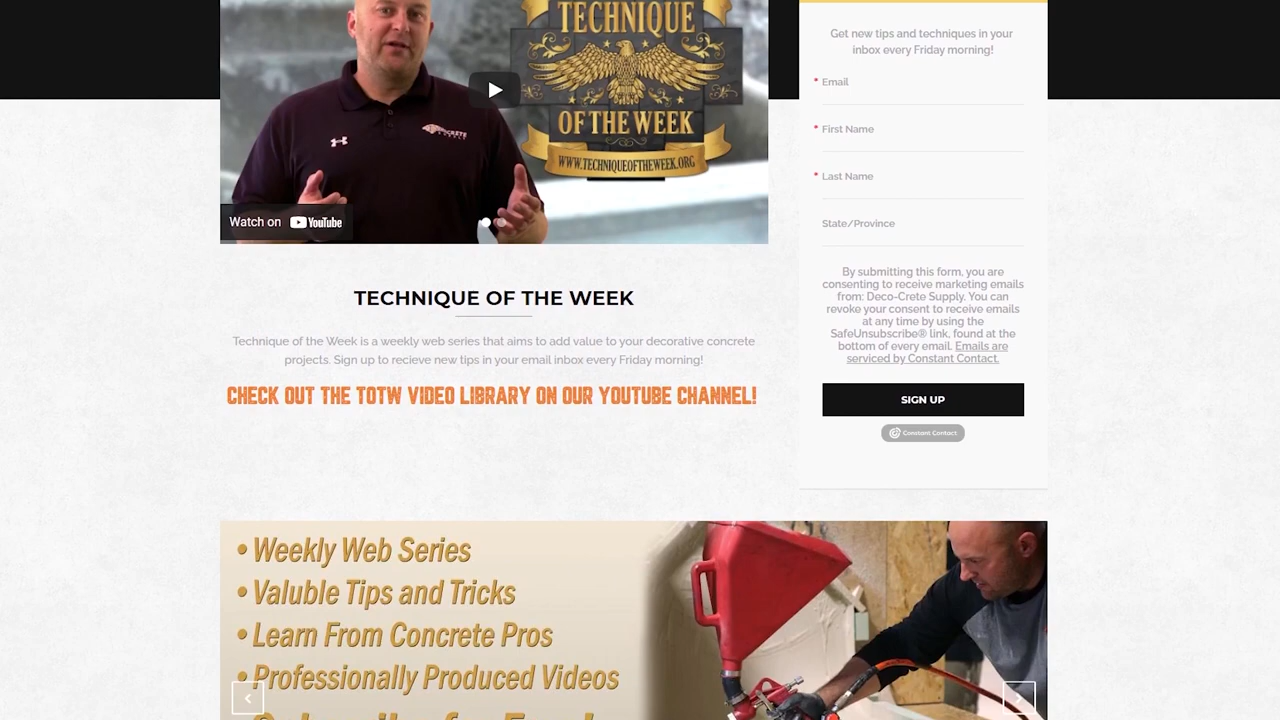 TECHNIQUE
OF THE WEEK
WWW.TECHNIQUEOFTHEWEEK.ORG
Watch on YouTube
TECHNIQUE OF THE WEEK
Technique of the Week is a weekly web series that aims to add value to your decorative concrete
projects. Sign up to recieve new tips in your email inbox every Friday morning!
CHECK OUT THE TOTW VIDEO LIBRARY ON OUR YOUTUBE CHANNEL!
Get new tips and techniques in your
inbox every Friday morning!
* Email
* First Name
* Last Name
State/Province
By submitting this form, you are
consenting to receive marketing emails
from: Deco-Crete Supply. You can
revoke your consent to receive emails
at any time by using the
SafeUnsubscribe® link, found at the
bottom of every email. Emails are
serviced by Constant Contact.
SIGN UP
Constant Contact
• Weekly Web Series
• Valuble Tips and Tricks
• Learn From Concrete Pros
• Professionally Produced Videos